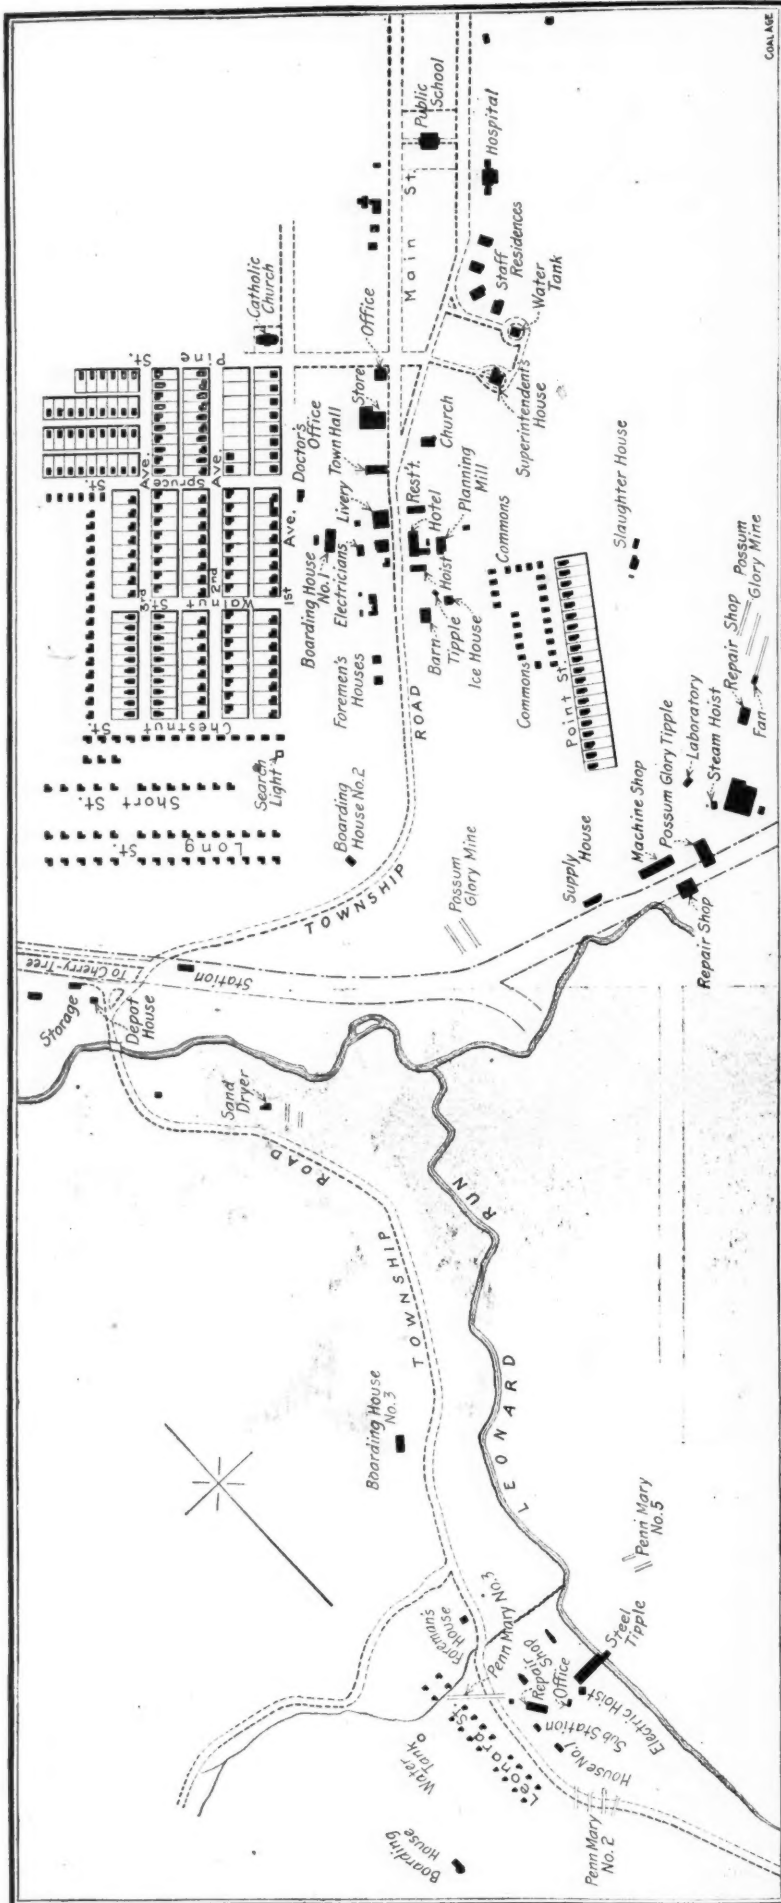 COAL AGE
Public
School
Hospital
Main St.
Staff
Residences
Water
Tank
Superintendent's
House
Catholic
Church
Office
Store
Pine St.
Spruce St.
Walnut St.
Chestnut St.
Short St.
Long St.
3rd Ave.
2nd Ave.
1st Ave.
Doctor's
Office
Town Hall
Livery
Boarding House
No.1
Electricians
Foremen's
Houses
Church
Rest't.
Hotel
Planning
Mill
Hoist
Barn
Tipple
Ice House
Commons
Commons
Point St.
Slaughter House
Search
Light
Boarding
House No.2
TOWNSHIP ROAD
Possum
Glory Mine
Repair Shop
Possum
Glory Mine
Fan
Steam Hoist
Laboratory
Possum Glory Tipple
Machine Shop
Supply
House
Repair Shop
To Cherry-Tree
Station
Storage
Depot
House
Sand
Dryer
TOWNSHIP ROAD
LEONARD RUN
Boarding House
No.3
Penn Mary
No.5
Foreman's
House
Penn Mary No.3
Steel
Tipple
Repair
Shop
Office
Electric Hoist
Sub Station
House No.1
Leonard St.
Water
Tank
Boarding
House
Penn Mary
No.2